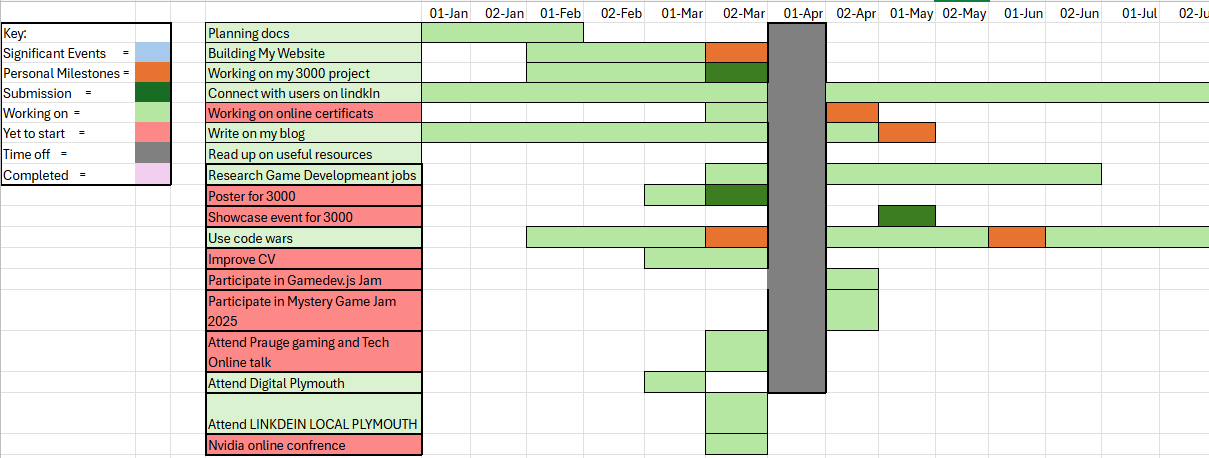 01-Jan 02-Jan 01-Feb 02-Feb 01-Mar 02-Mar 01-Apr 02-Apr 01-May 02-May 01-Jun 02-Jun 01-Jul 02-Ju
Key:
Significant Events =
Personal Milestones =
Submission =
Working on =
Yet to start =
Time off =
Completed =
Planning docs
Building My Website
Working on my 3000 project
Connect with users on lindkIn
Working on online certificats
Write on my blog
Read up on useful resources
Research Game Developmeant jobs
Poster for 3000
Showcase event for 3000
Use code wars
Improve CV
Participate in Gamedev.js Jam
Participate in Mystery Game Jam
2025
Attend Prauge gaming and Tech
Online talk
Attend Digital Plymouth
Attend LINKDEIN LOCAL PLYMOUTH
Nvidia online confrence